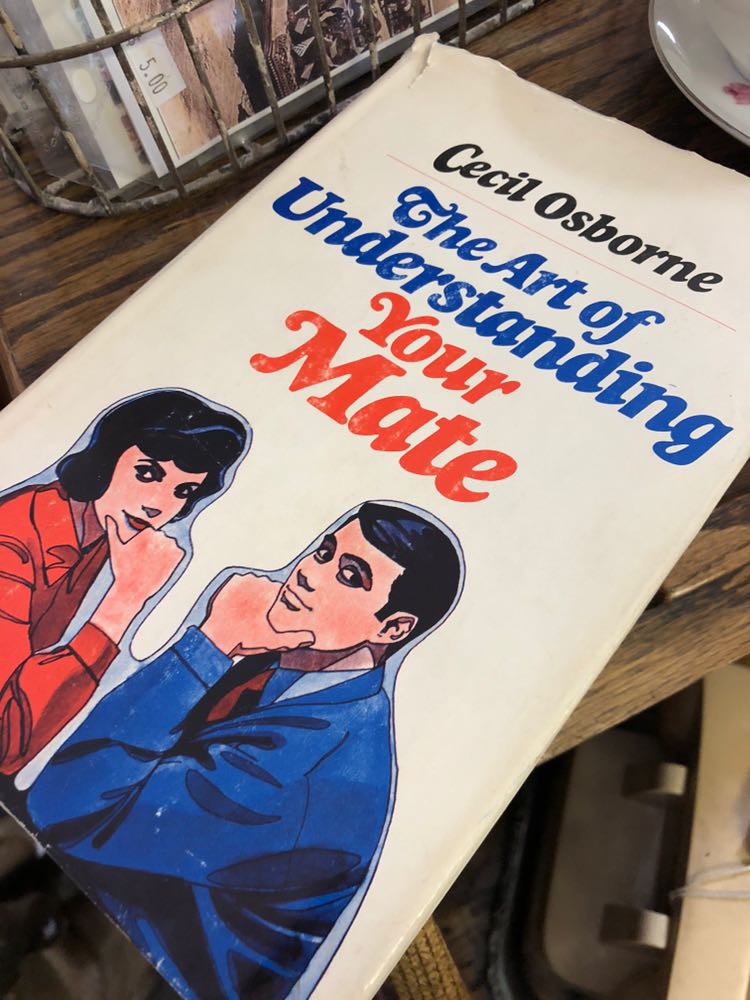 5.00
Cecil Osborne
The Art of
Understanding
Your
Mate